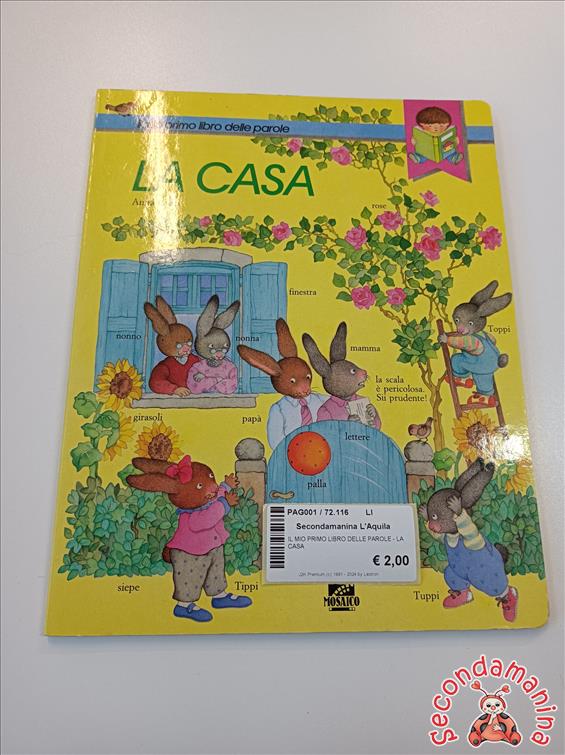 primo libro delle parole
LA CASA
rose
finestra
nonno
nonna
mamma
Toppi
la scala
è pericolosa.
Sii prudente!
girasoli
papà
lettere
palla
PAG001 / 72.116 LI
Secondamanina L'Aquila
IL MIO PRIMO LIBRO DELLE PAROLE - LA
CASA
€ 2,00
siepe
Tippi
MOSAICO
Tuppi
Secondamanina